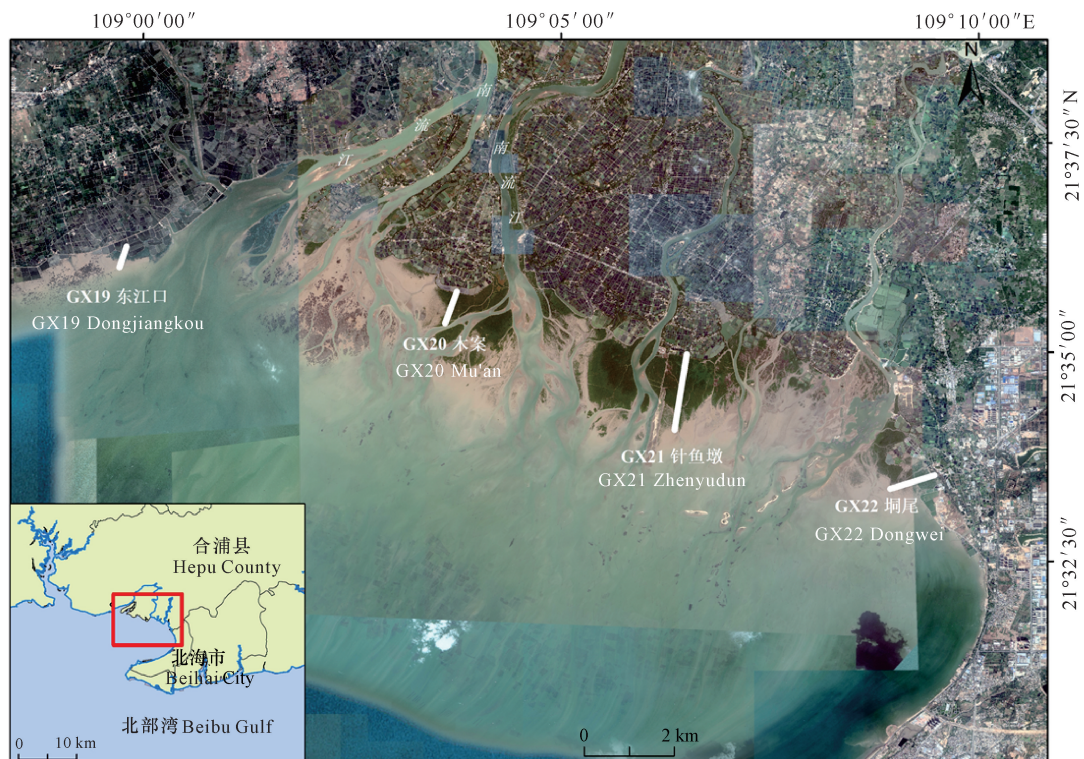 109°00′00″
109°05′00″
109°10′00″E
N
21°37′30″N
21°35′00″
21°32′30″
南
流
江
南
流
江
GX19 东江口
GX19 Dongjiangkou
GX20 木案
GX20 Mu'an
GX21 针鱼墩
GX21 Zhenyudun
GX22 垌尾
GX22 Dongwei
合浦县
Hepu County
北海市
Beihai City
北部湾 Beibu Gulf
0 10 km
0 2 km